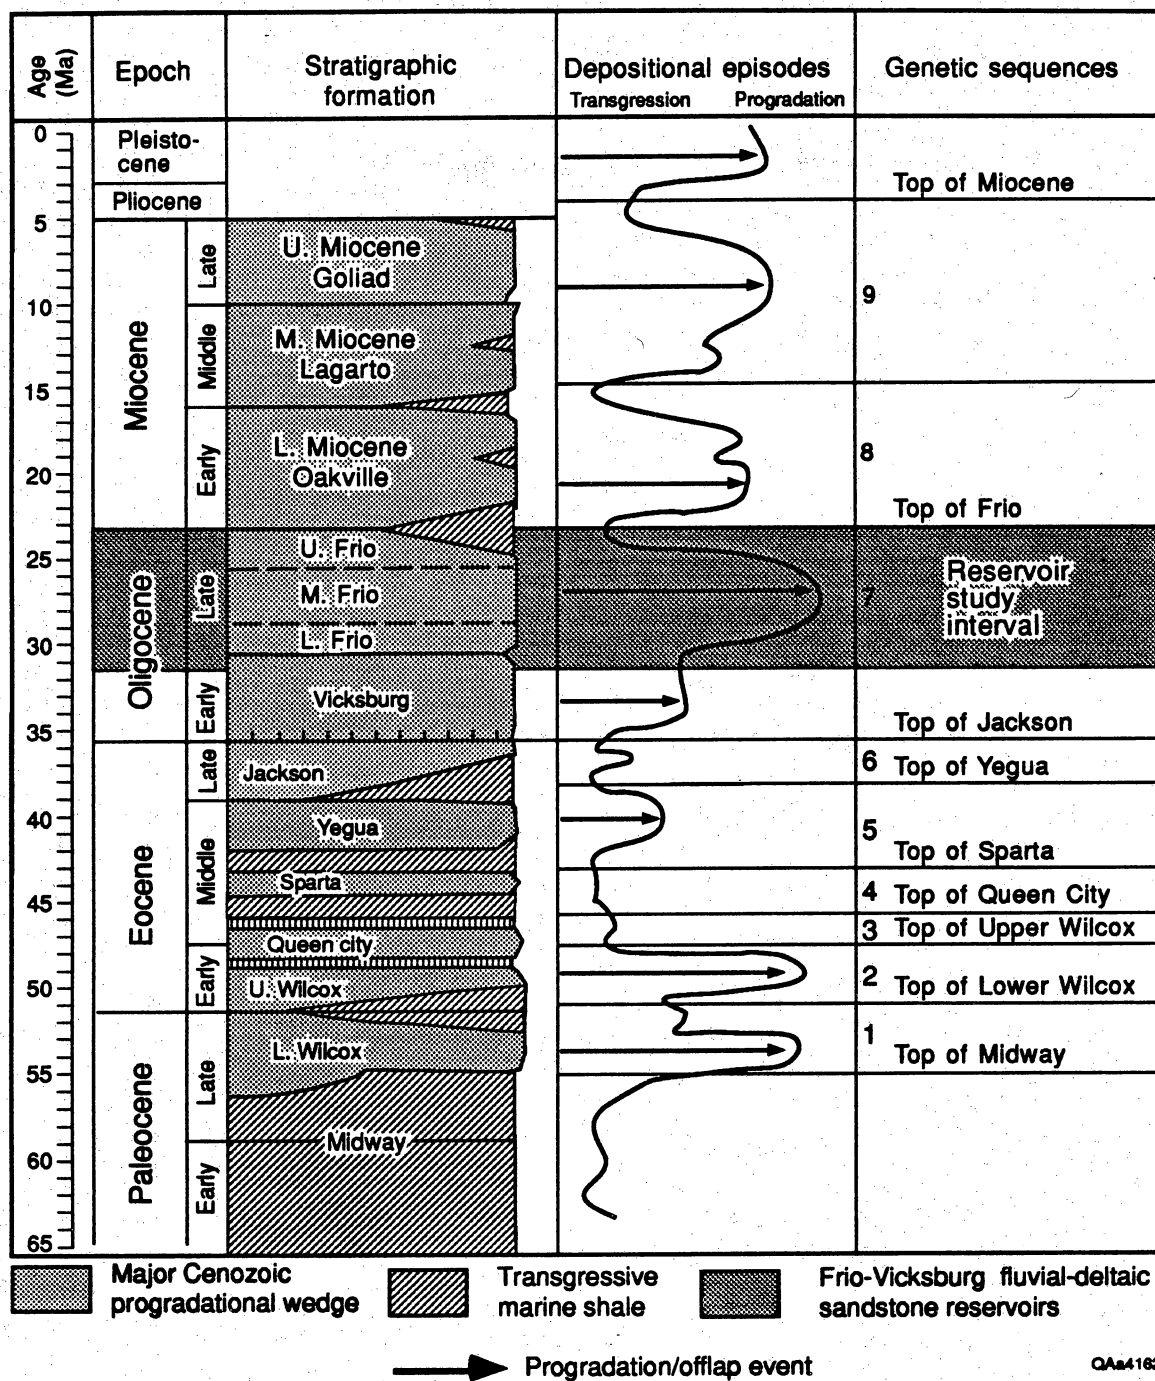 Age (Ma)
Epoch
Stratigraphic
formation
Depositional episodes
Transgression Progradation
Genetic sequences
0
5
10
15
20
25
30
35
40
45
50
55
60
65
Pleisto-
cene
Pliocene
Miocene
Late
Middle
Early
Oligocene
Late
Early
Eocene
Late
Middle
Early
Paleocene
Late
Early
U. Miocene
Goliad
M. Miocene
Lagarto
L. Miocene
Oakville
U. Frio
M. Frio
L. Frio
Vicksburg
Jackson
Yegua
Sparta
Queen city
U. Wilcox
L. Wilcox
Midway
Top of Miocene
9
8
Top of Frio
7
Reservoir
study
interval
Top of Jackson
6 Top of Yegua
5
Top of Sparta
4 Top of Queen City
3 Top of Upper Wilcox
2 Top of Lower Wilcox
1
Top of Midway
Major Cenozoic
progradational wedge
Transgressive
marine shale
Frio-Vicksburg fluvial-deltaic
sandstone reservoirs
Progradation/offlap event